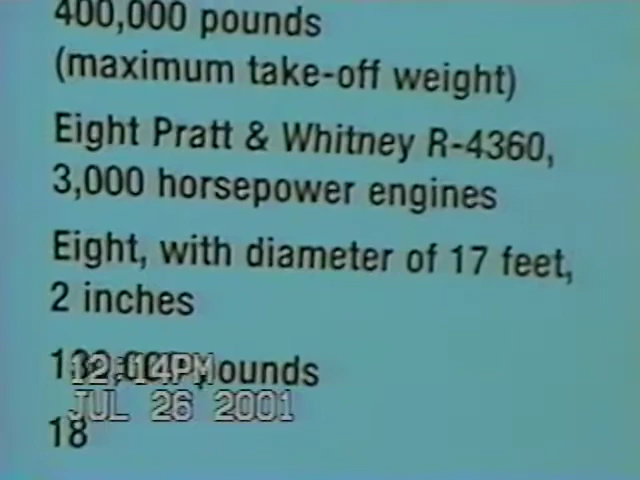 400,000 pounds
(maximum take-off weight)
Eight Pratt & Whitney R-4360,
3,000 horsepower engines
Eight, with diameter of 17 feet,
2 inches
pounds
12:14PM
JUL 26 2001
18